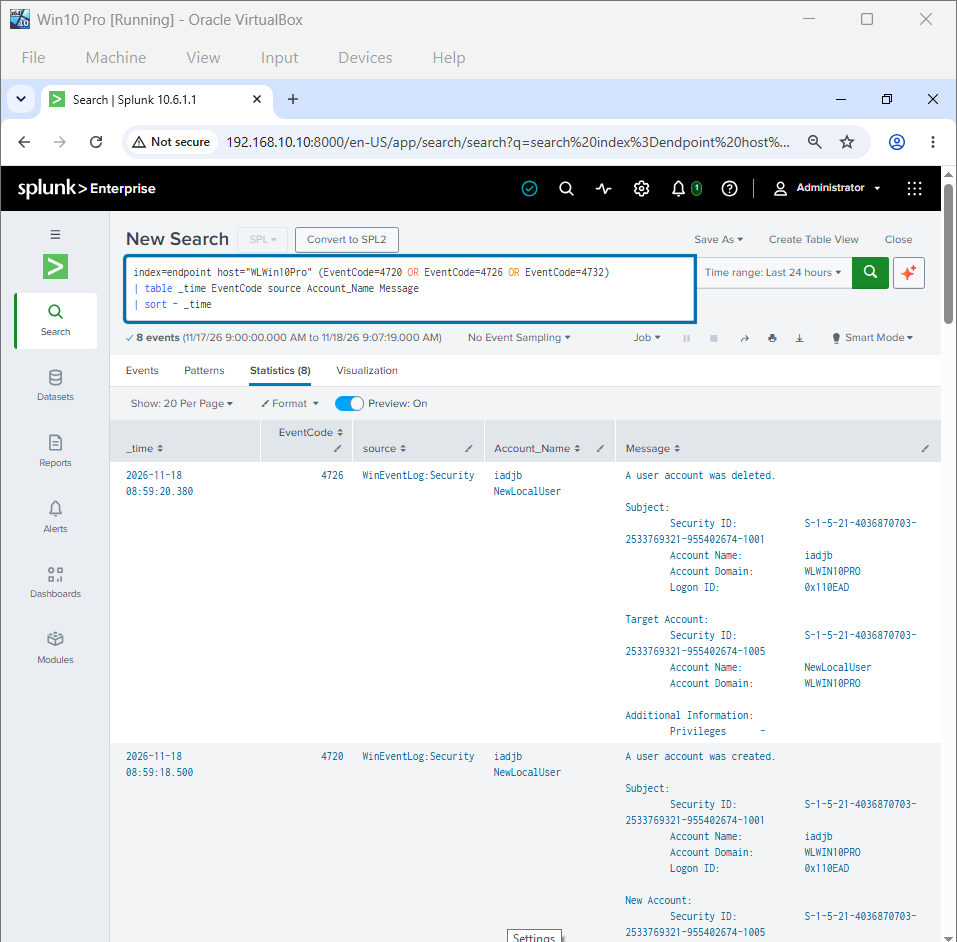 Win10 Pro [Running] - Oracle VirtualBox
File Machine View Input Devices Help
Search | Splunk 10.6.1.1
Not secure 192.168.10.10:8000/en-US/app/search/search?q=search%20index%3Dendpoint%20host%...
splunk>Enterprise 1 Administrator
New Search SPL Convert to SPL2 Save As Create Table View Close
index=endpoint host="WLWin10Pro" (EventCode=4720 OR EventCode=4726 OR EventCode=4732)
| table _time EventCode source Account_Name Message
| sort - _time
Time range: Last 24 hours
8 events (11/17/26 9:00:00.000 AM to 11/18/26 9:07:19.000 AM) No Event Sampling Job Smart Mode
Search
Datasets
Reports
Alerts
Dashboards
Modules
Events Patterns Statistics (8) Visualization
Show: 20 Per Page Format Preview: On
_time EventCode source Account_Name Message
2026-11-18 4726 WinEventLog:Security iadjb A user account was deleted.
08:59:20.380 NewLocalUser
Subject:
Security ID: S-1-5-21-4036870703-
2533769321-955402674-1001
Account Name: iadjb
Account Domain: WLWIN10PRO
Logon ID: 0x110EAD
Target Account:
Security ID: S-1-5-21-4036870703-
2533769321-955402674-1005
Account Name: NewLocalUser
Account Domain: WLWIN10PRO
Additional Information:
Privileges -
2026-11-18 4720 WinEventLog:Security iadjb A user account was created.
08:59:18.500 NewLocalUser
Subject:
Security ID: S-1-5-21-4036870703-
2533769321-955402674-1001
Account Name: iadjb
Account Domain: WLWIN10PRO
Logon ID: 0x110EAD
New Account:
Security ID: S-1-5-21-4036870703-
2533769321-955402674-1005
Settings